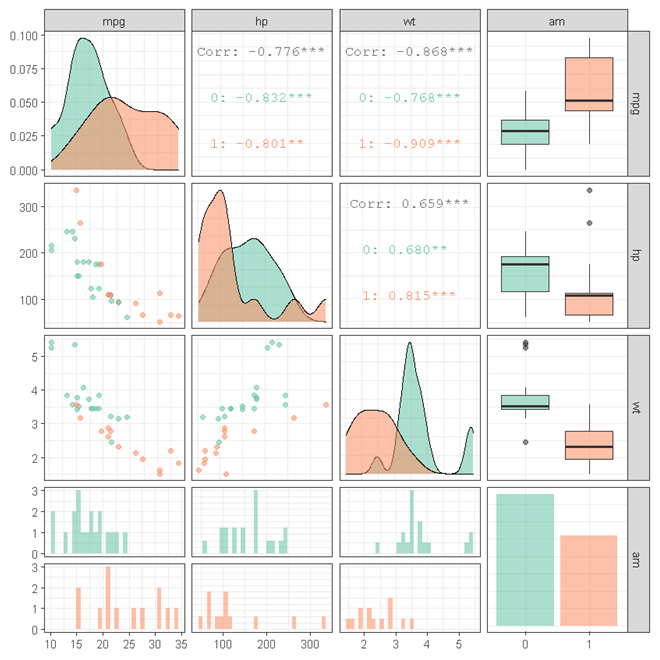 mpg hp wt am
0.100
0.075
0.050
0.025
0.000
Corr: -0.776***
0: -0.832***
1: -0.801**
Corr: -0.868***
0: -0.768***
1: -0.909***
mpg
300
200
100
Corr: 0.659***
0: 0.680**
1: 0.815***
hp
5
4
3
2
wt
3
2
1
0
3
2
1
0
am
10 15 20 25 30 35
100 200 300
2 3 4 5
0 1